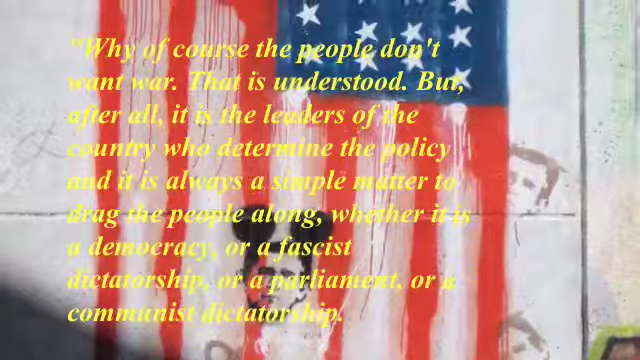 "Why of course the people don't
want war. That is understood. But,
after all, it is the leaders of the
country who determine the policy
and it is always a simple matter to
drag the people along, whether it is
a democracy, or a fascist
dictatorship, or a parliament. or a
communist dictatorship.